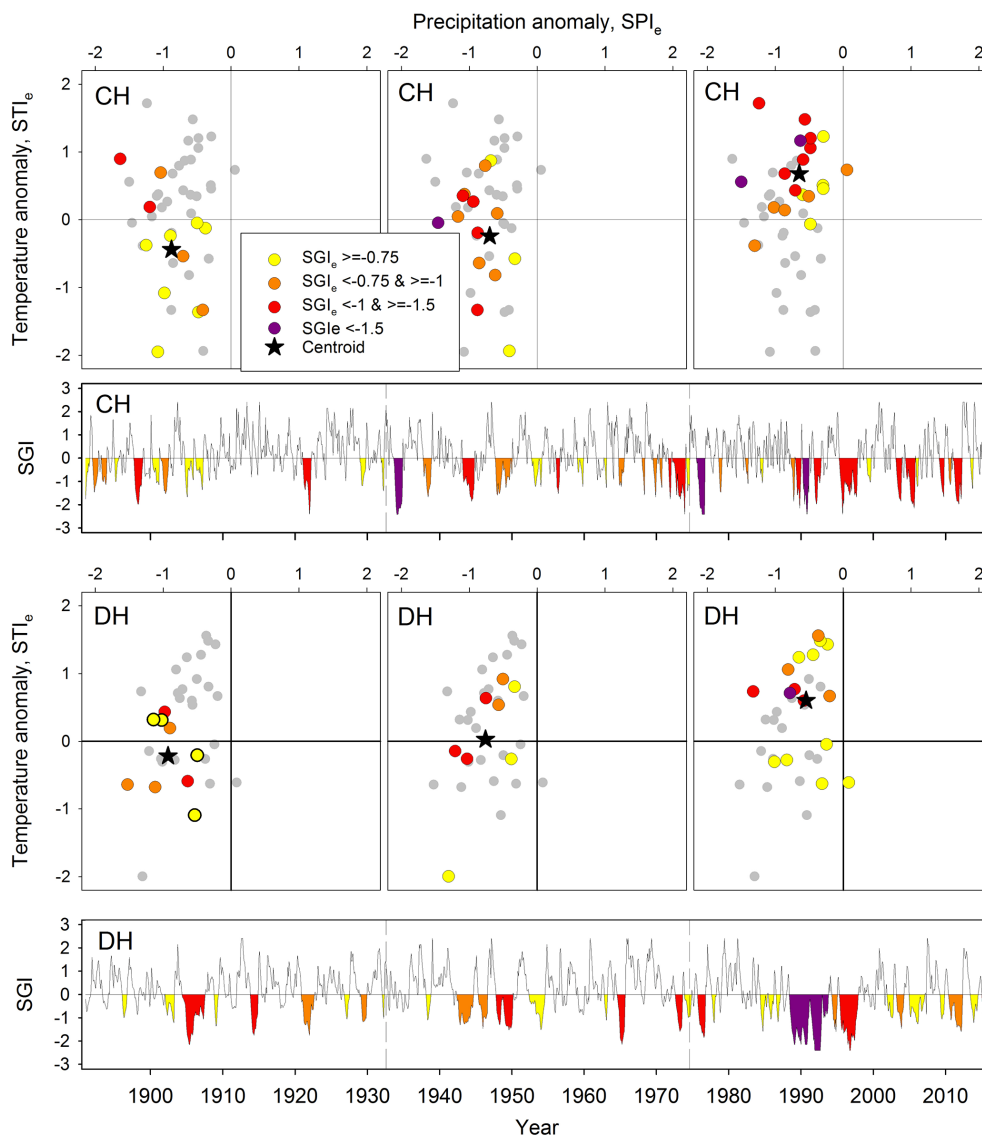 Precipitation anomaly, SPIe
-2 -1 0 1 2 -2 -1 0 1 2 -2 -1 0 1 2
Temperature anomaly, STIe
2
1
0
-1
-2
CH CH CH
SGIe >=-0.75
SGIe <-0.75 & >=-1
SGIe <-1 & >=-1.5
SGIe <-1.5
Centroid
SGI
3
2
1
0
-1
-2
-3
CH
-2 -1 0 1 2 -2 -1 0 1 2 -2 -1 0 1 2
Temperature anomaly, STIe
2
1
0
-1
-2
DH DH DH
SGI
3
2
1
0
-1
-2
-3
DH
1900 1910 1920 1930 1940 1950 1960 1970 1980 1990 2000 2010
Year